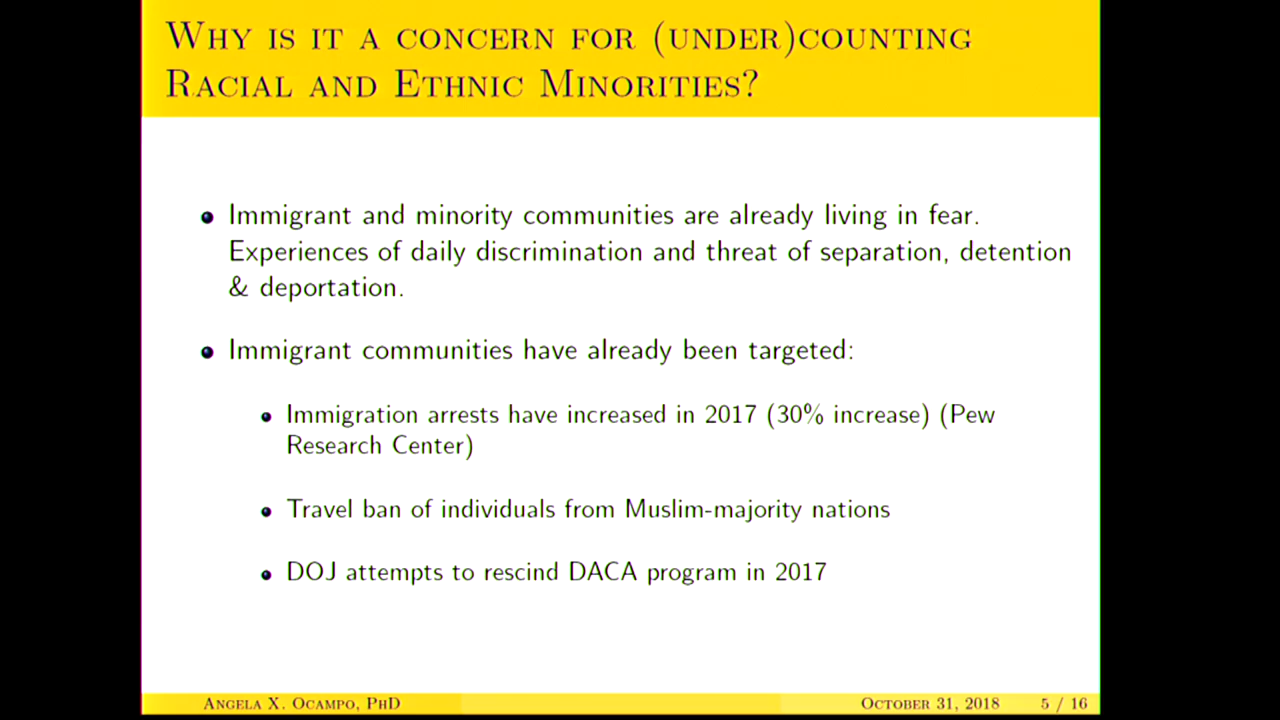 Why is it a concern for (under)counting
Racial and Ethnic Minorities?
Immigrant and minority communities are already living in fear.
Experiences of daily discrimination and threat of separation, detention
& deportation.
Immigrant communities have already been targeted:
Immigration arrests have increased in 2017 (30% increase) (Pew
Research Center)
Travel ban of individuals from Muslim-majority nations
DOJ attempts to rescind DACA program in 2017
Angela X. Ocampo, PhD October 31, 2018 5 / 16